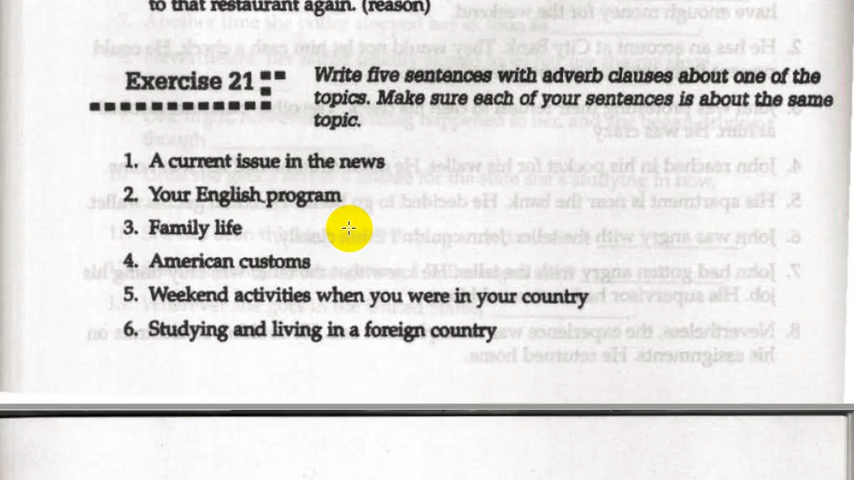 to that restaurant again. (reason)
Exercise 21
Write five sentences with adverb clauses about one of the
topics. Make sure each of your sentences is about the same
topic.
1. A current issue in the news
2. Your English program
3. Family life
4. American customs
5. Weekend activities when you were in your country
6. Studying and living in a foreign country